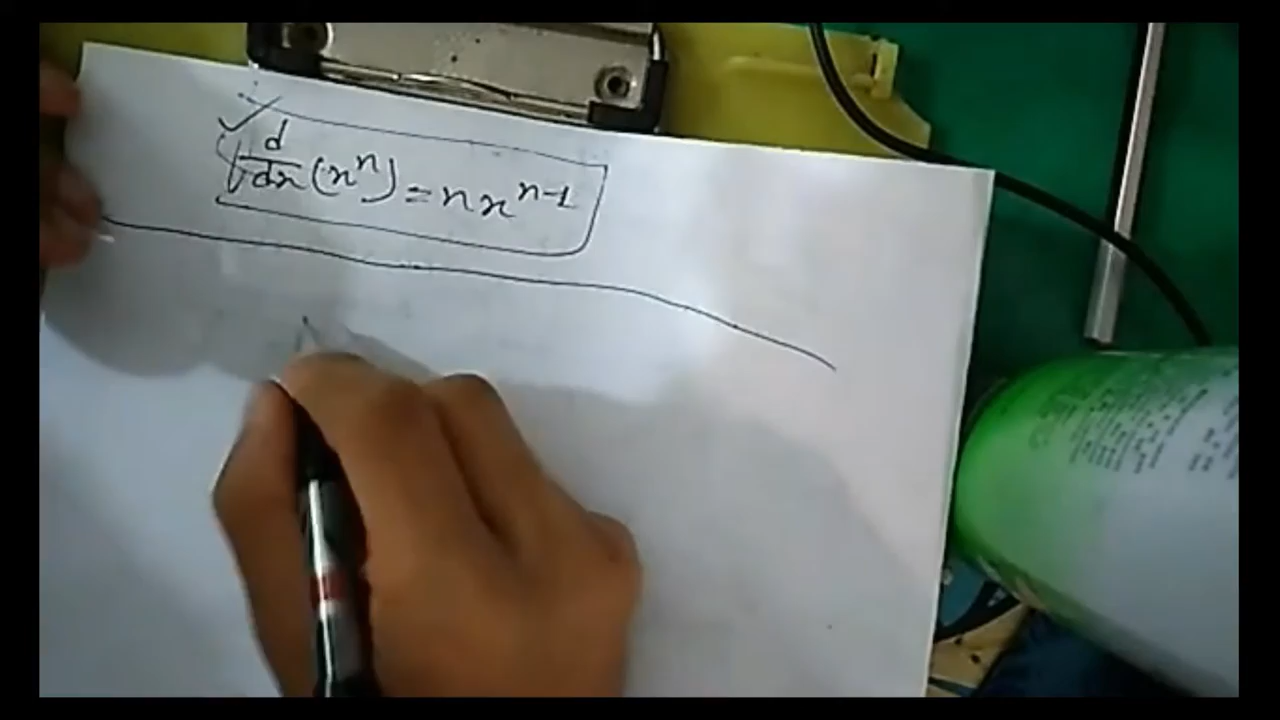 d/dx (x^n) = nx^(n-1)